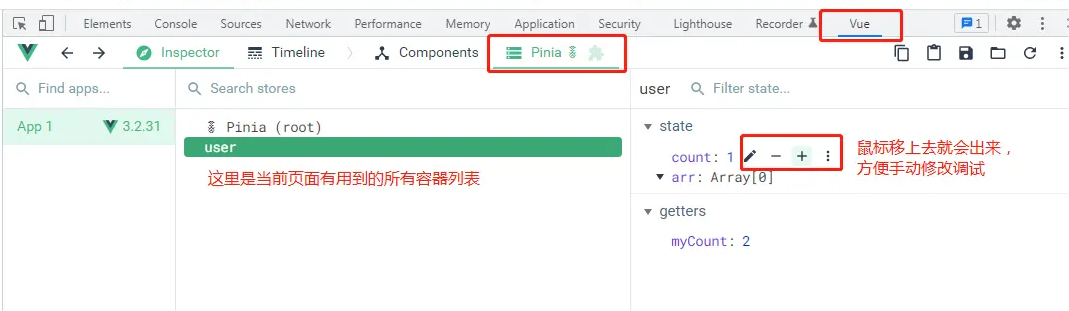 Elements Console Sources Network Performance Memory Application Security Lighthouse Recorder Vue 1
Inspector Timeline Components Pinia
Find apps... Search stores user Filter state...
App 1 3.2.31 Pinia (root) state
user count: 1 鼠标移上去就会出来，
方便手动修改调试
这里是当前页面有用到的所有容器列表 arr: Array[0]
getters
myCount: 2